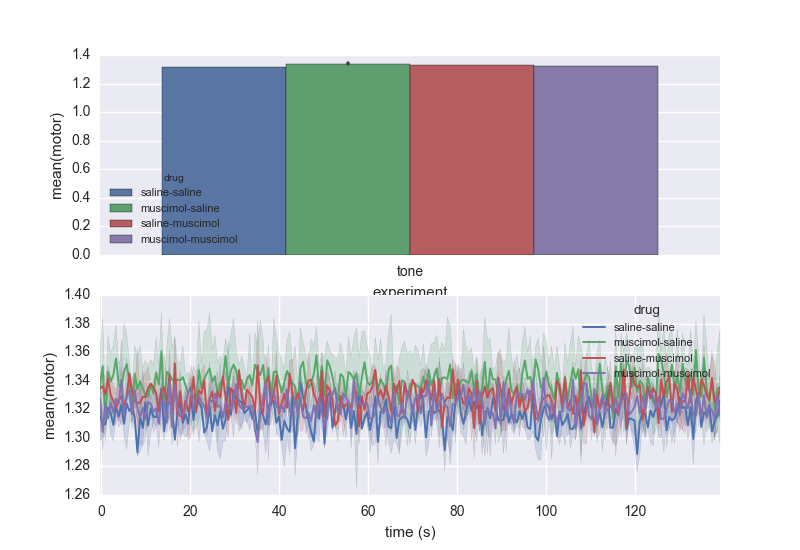 1.4
1.2
1.0
0.8
0.6
0.4
0.2
0.0
mean(motor)
drug
saline-saline
muscimol-saline
saline-muscimol
muscimol-muscimol
tone
experiment
1.40
1.38
1.36
1.34
1.32
1.30
1.28
1.26
mean(motor)
drug
saline-saline
muscimol-saline
saline-muscimol
muscimol-muscimol
0 20 40 60 80 100 120
time (s)